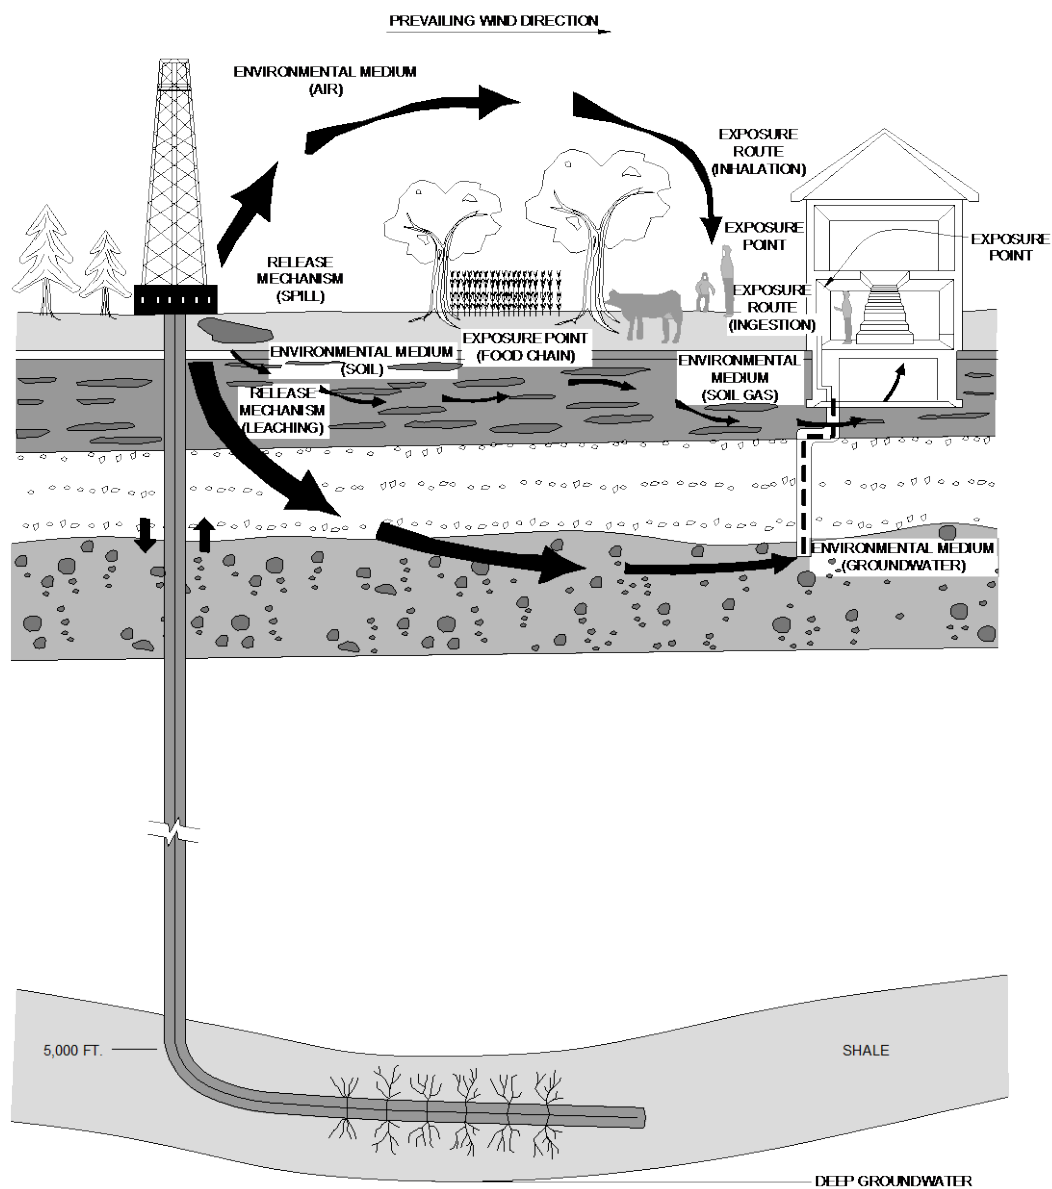 PREVAILING WIND DIRECTION
ENVIRONMENTAL MEDIUM
(AIR)
EXPOSURE
ROUTE
(INHALATION)
EXPOSURE
POINT
EXPOSURE
POINT
RELEASE
MECHANISM
(SPILL)
EXPOSURE
ROUTE
(INGESTION)
EXPOSURE POINT
(FOOD CHAIN)
ENVIRONMENTAL MEDIUM
(SOIL)
ENVIRONMENTAL
MEDIUM
(SOIL GAS)
RELEASE
MECHANISM
(LEACHING)
ENVIRONMENTAL MEDIUM
(GROUNDWATER)
5,000 FT.
SHALE
DEEP GROUNDWATER